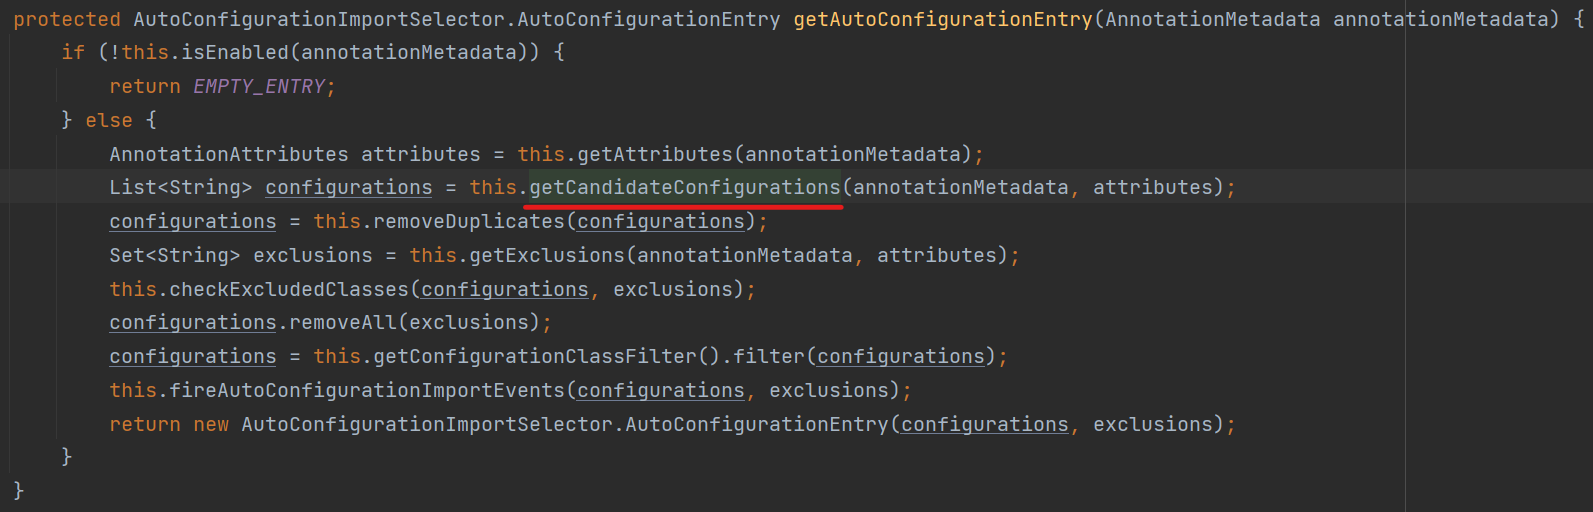 protected AutoConfigurationImportSelector.AutoConfigurationEntry getAutoConfigurationEntry(AnnotationMetadata annotationMetadata) {
if (!this.isEnabled(annotationMetadata)) {
return EMPTY_ENTRY;
} else {
AnnotationAttributes attributes = this.getAttributes(annotationMetadata);
List<String> configurations = this.getCandidateConfigurations(annotationMetadata, attributes);
configurations = this.removeDuplicates(configurations);
Set<String> exclusions = this.getExclusions(annotationMetadata, attributes);
this.checkExcludedClasses(configurations, exclusions);
configurations.removeAll(exclusions);
configurations = this.getConfigurationClassFilter().filter(configurations);
this.fireAutoConfigurationImportEvents(configurations, exclusions);
return new AutoConfigurationImportSelector.AutoConfigurationEntry(configurations, exclusions);
}
}